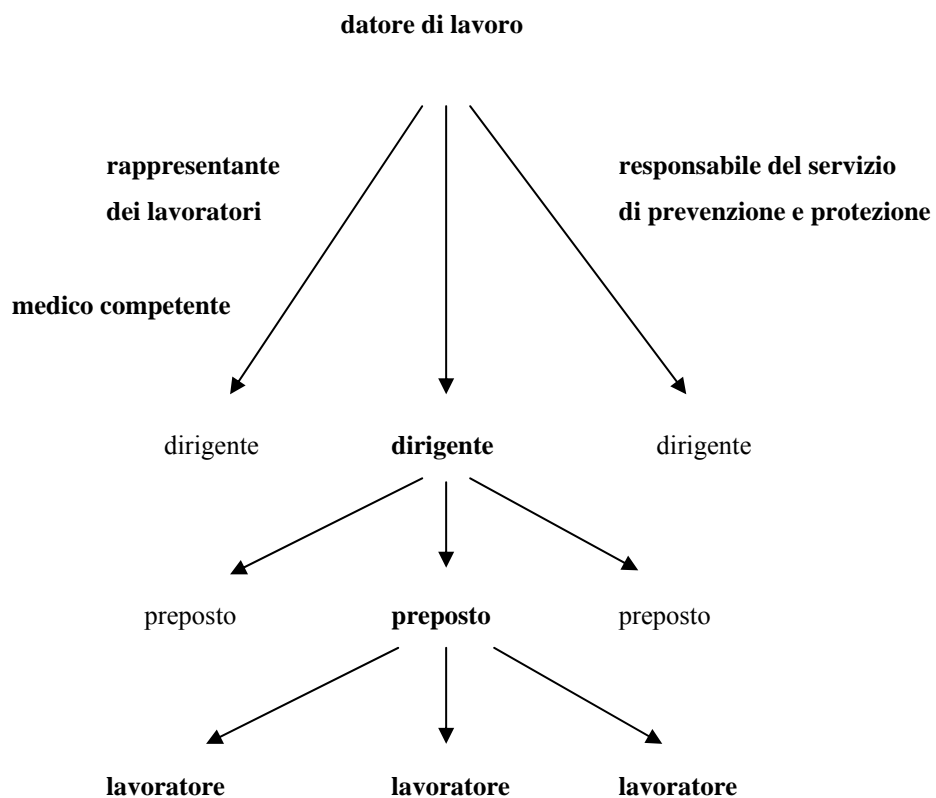 datore di lavoro
rappresentante
dei lavoratori
responsabile del servizio
di prevenzione e protezione
medico competente
dirigente dirigente dirigente
preposto preposto preposto
lavoratore lavoratore lavoratore